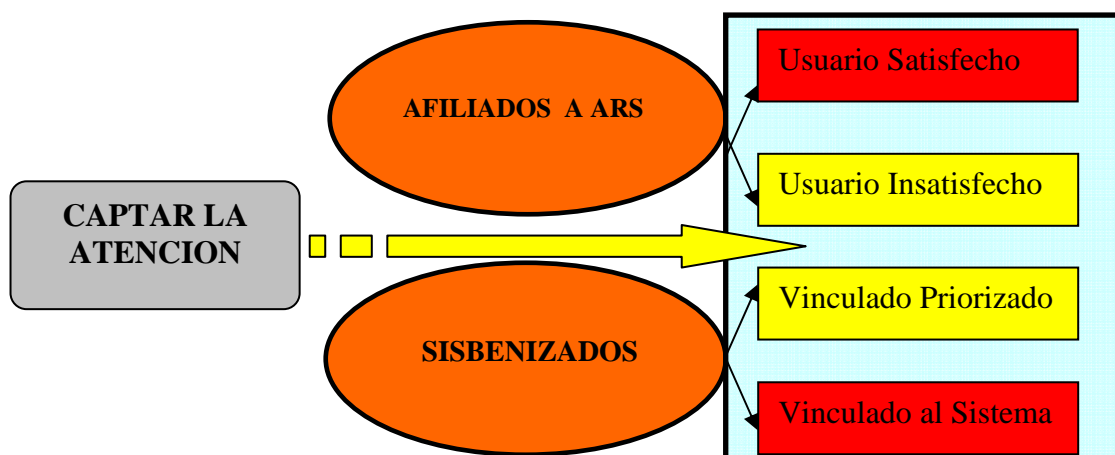 CAPTAR LA
ATENCION
AFILIADOS A ARS
SISBENIZADOS
Usuario Satisfecho
Usuario Insatisfecho
Vinculado Priorizado
Vinculado al Sistema